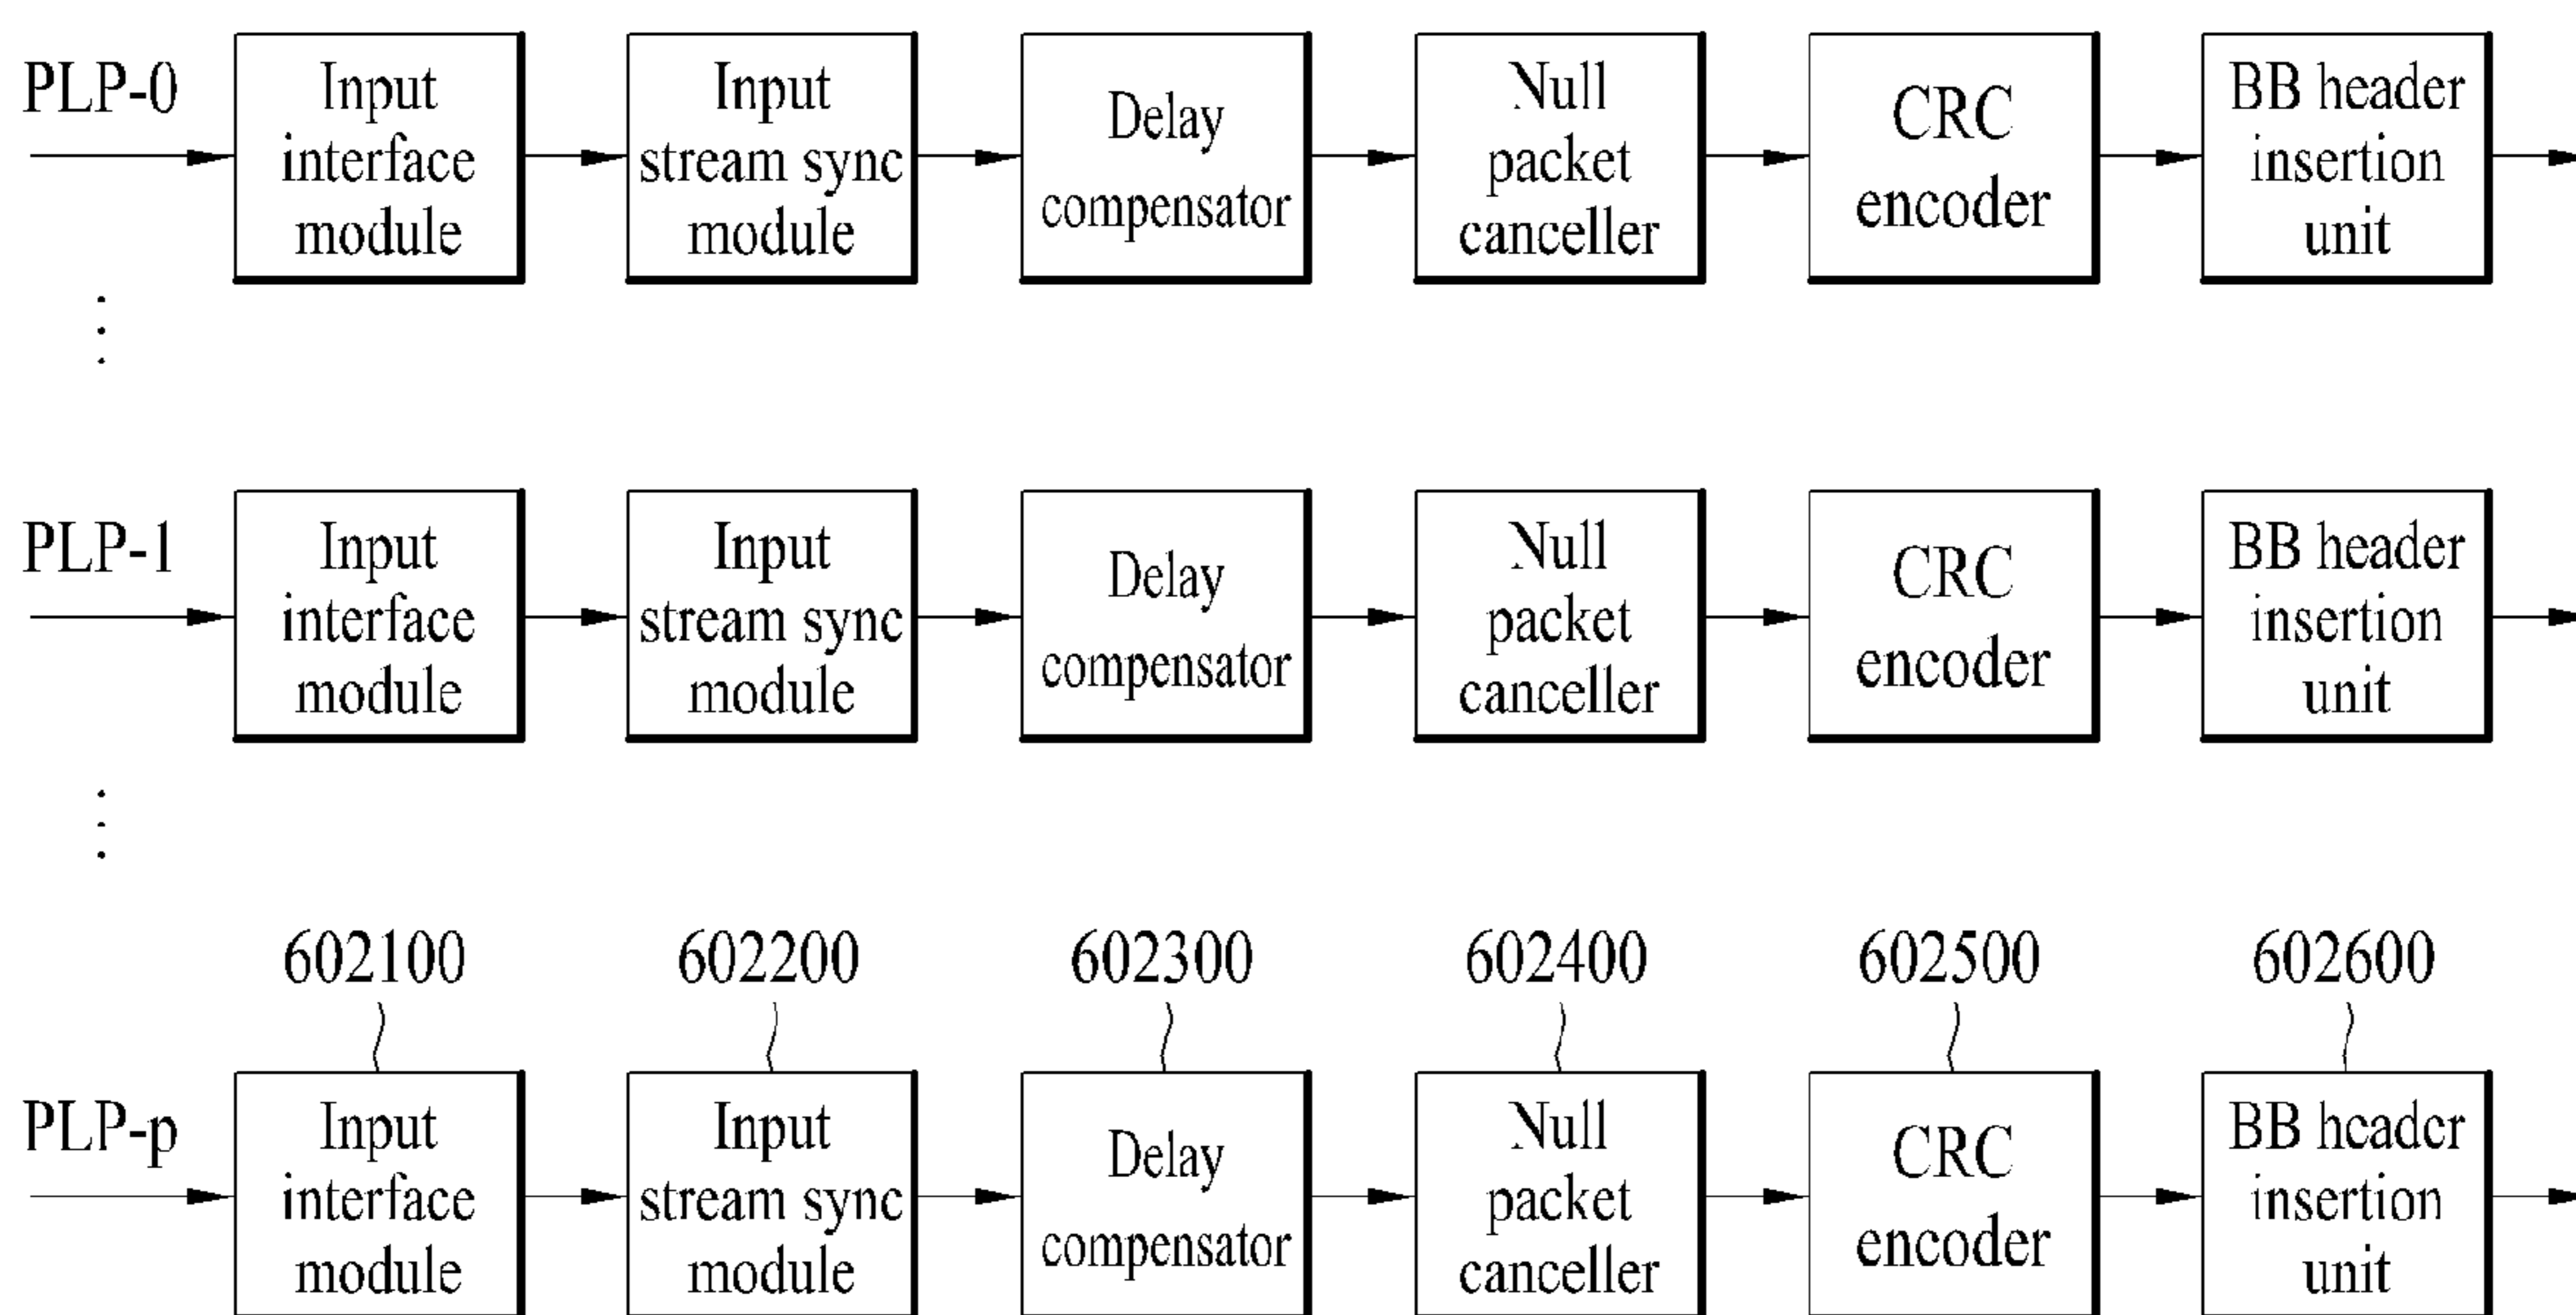 PLP-0
Input
interface
module
Input
stream sync
module
Delay
compensator
Null
packet
canceller
CRC
encoder
BB header
insertion
unit
PLP-1
Input
interface
module
Input
stream sync
module
Delay
compensator
Null
packet
canceller
CRC
encoder
BB header
insertion
unit
602100
602200
602300
602400
602500
602600
PLP-p
Input
interface
module
Input
stream sync
module
Delay
compensator
Null
packet
canceller
CRC
encoder
BB header
insertion
unit